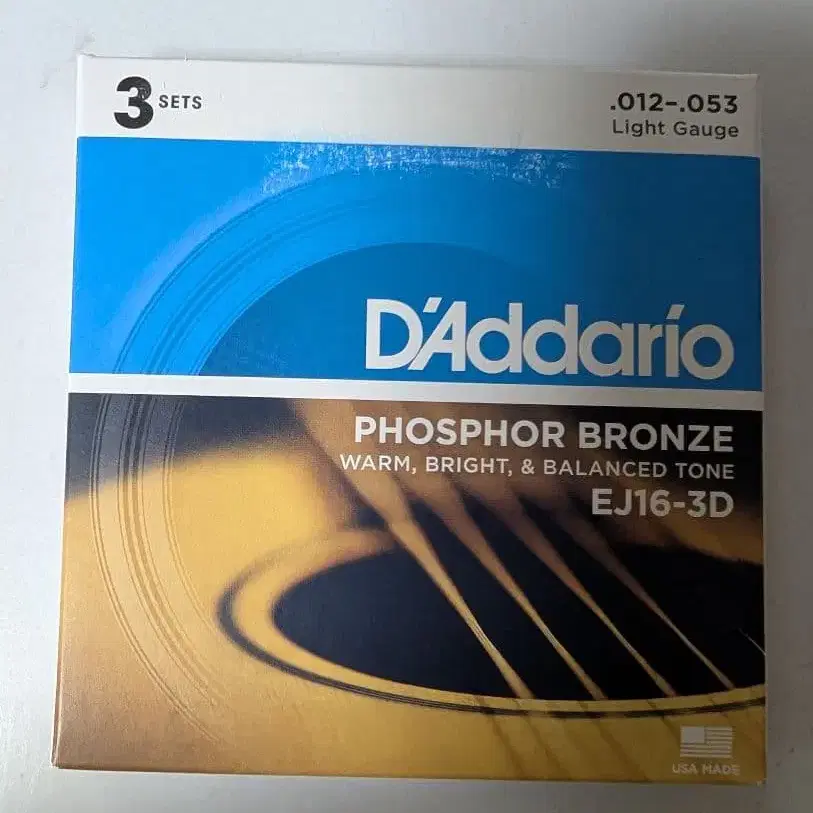 3 SETS
.012-.053
Light Gauge
D'Addario
PHOSPHOR BRONZE
WARM, BRIGHT, & BALANCED TONE
EJ16-3D
USA MADE